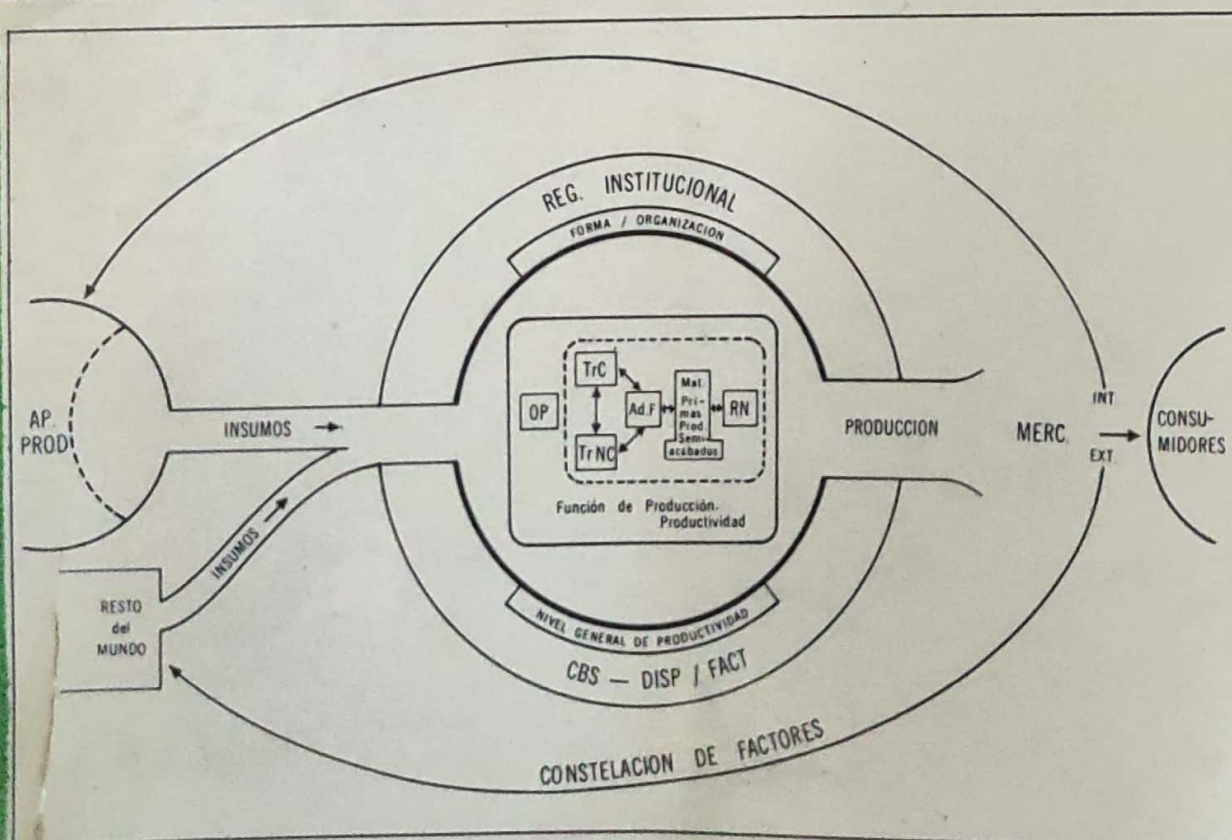 REG. INSTITUCIONAL
FORMA / ORGANIZACION
AP.
PROD
INSUMOS
INSUMOS
RESTO
del
MUNDO
OP
TrC
Tr NC
Ad.F
Mat.
Pri-
mas
Prod.
Semi-
acabados
RN
Función de Producción.
Productividad
NIVEL GENERAL DE PRODUCTIVIDAD
CBS — DISP / FACT
CONSTELACION DE FACTORES
PRODUCCION
MERC.
INT.
EXT.
CONSU-
MIDORES